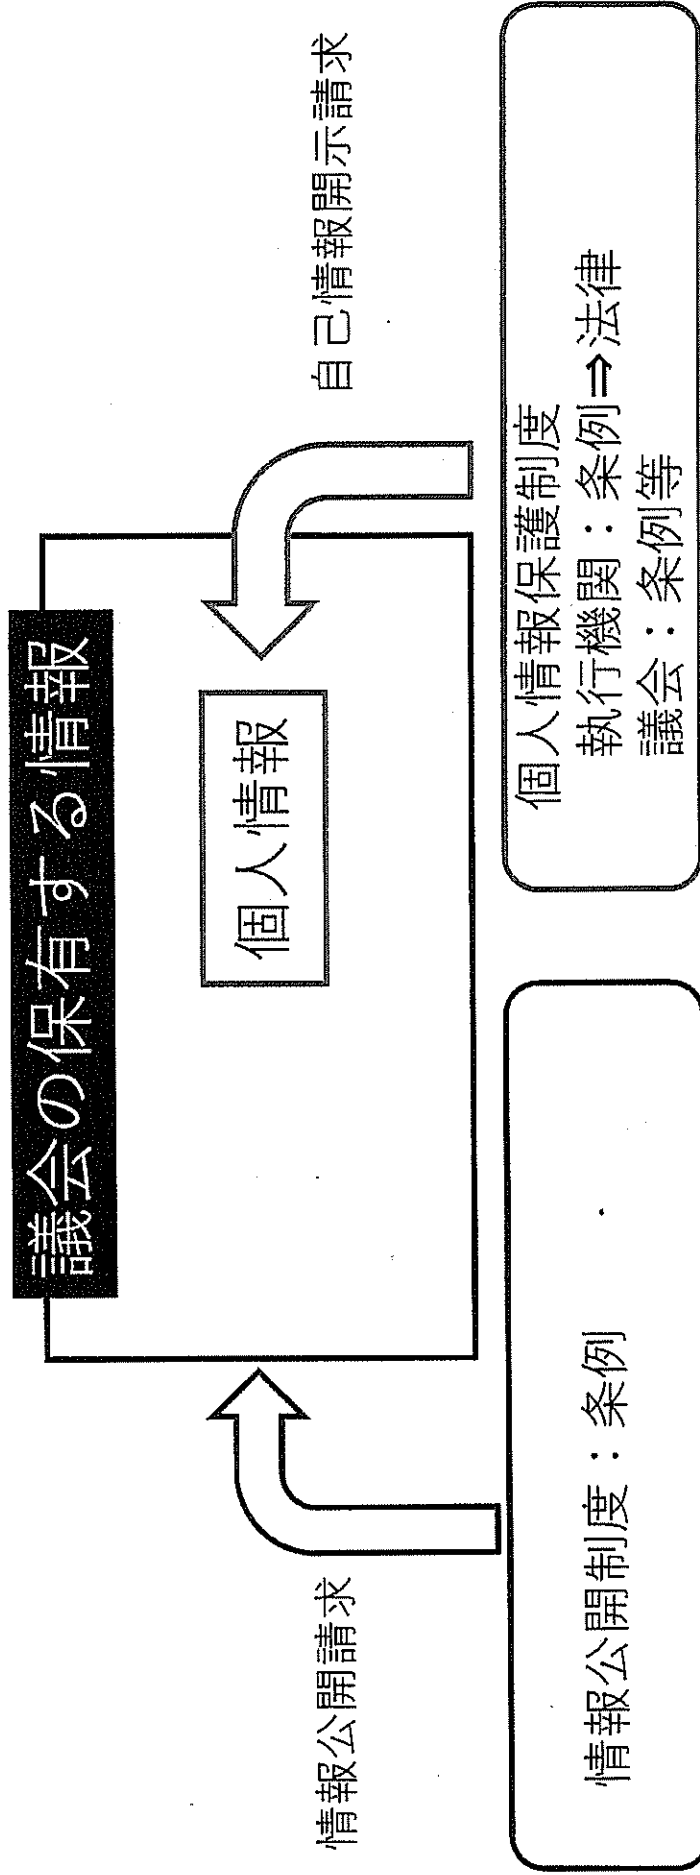 議会の保有する情報
個人情報
情報公開請求
自己情報開示請求
情報公開制度：条例
個人情報保護制度
執行機関：条例⇒法律
議会：条例等